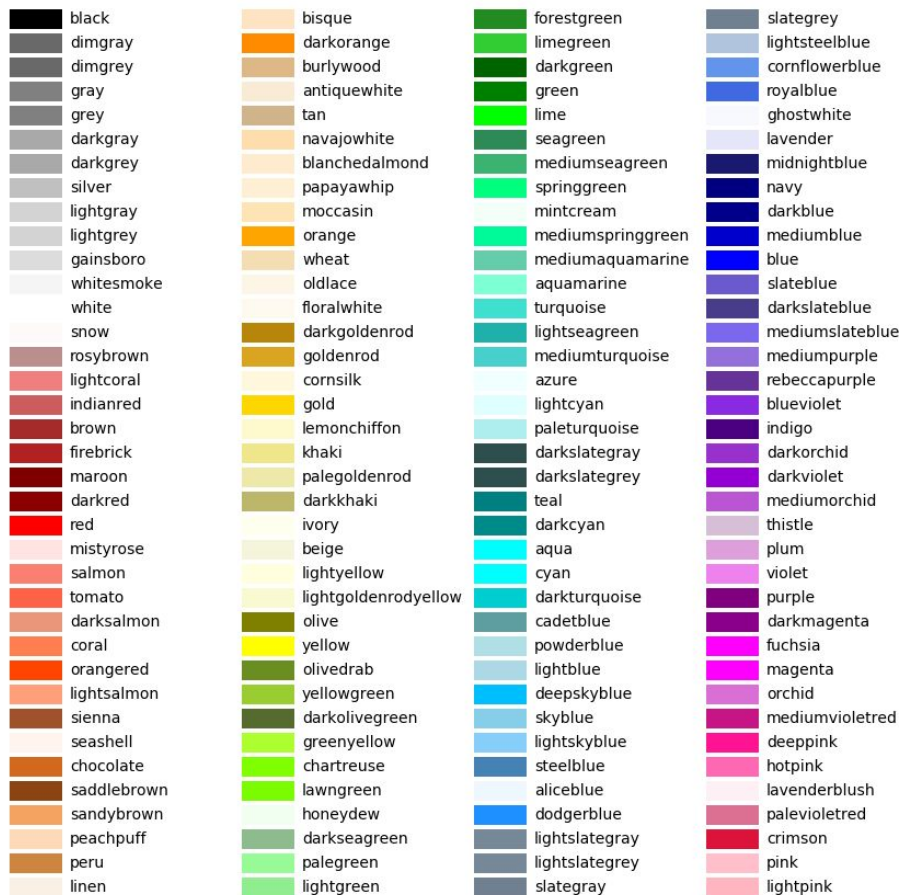 black
dimgray
dimgrey
gray
grey
darkgray
darkgrey
silver
lightgray
lightgrey
gainsboro
whitesmoke
white
snow
rosybrown
lightcoral
indianred
brown
firebrick
maroon
darkred
red
mistyrose
salmon
tomato
darksalmon
coral
orangered
lightsalmon
sienna
seashell
chocolate
saddlebrown
sandybrown
peachpuff
peru
linen
bisque
darkorange
burlywood
antiquewhite
tan
navajowhite
blanchedalmond
papayawhip
moccasin
orange
wheat
oldlace
floralwhite
darkgoldenrod
goldenrod
cornsilk
gold
lemonchiffon
khaki
palegoldenrod
darkkhaki
ivory
beige
lightyellow
lightgoldenrodyellow
olive
yellow
olivedrab
yellowgreen
darkolivegreen
greenyellow
chartreuse
lawngreen
honeydew
darkseagreen
palegreen
lightgreen
forestgreen
limegreen
darkgreen
green
lime
seagreen
mediumseagreen
springgreen
mintcream
mediumspringgreen
mediumaquamarine
aquamarine
turquoise
lightseagreen
mediumturquoise
azure
lightcyan
paleturquoise
darkslategray
darkslategrey
teal
darkcyan
aqua
cyan
darkturquoise
cadetblue
powderblue
lightblue
deepskyblue
skyblue
lightskyblue
steelblue
aliceblue
dodgerblue
lightslategray
lightslategrey
slategray
slategrey
lightsteelblue
cornflowerblue
royalblue
ghostwhite
lavender
midnightblue
navy
darkblue
mediumblue
blue
slateblue
darkslateblue
mediumslateblue
mediumpurple
rebeccapurple
blueviolet
indigo
darkorchid
darkviolet
mediumorchid
thistle
plum
violet
purple
darkmagenta
fuchsia
magenta
orchid
mediumvioletred
deeppink
hotpink
lavenderblush
palevioletred
crimson
pink
lightpink